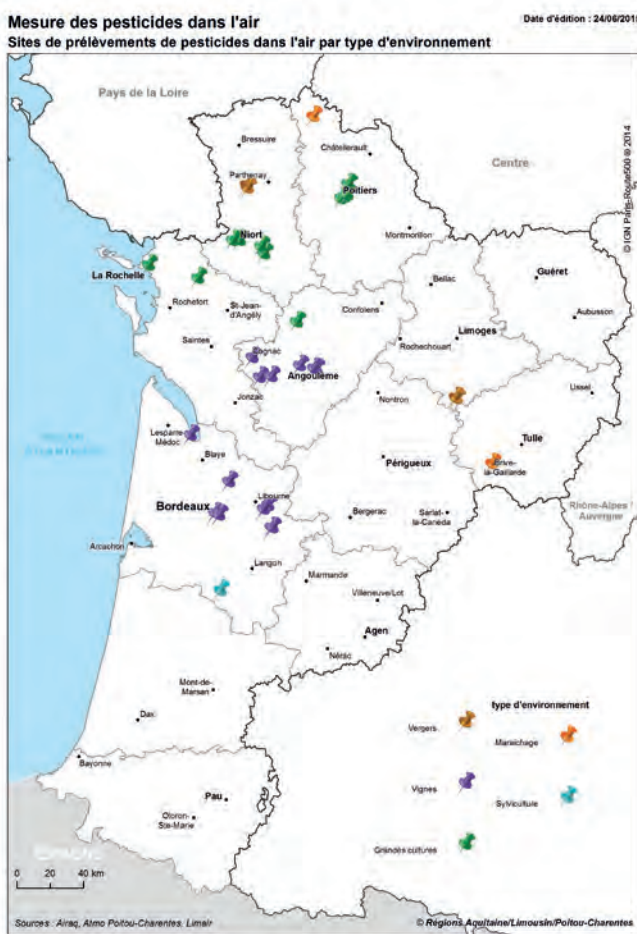 Mesure des pesticides dans l'air
Date d'édition : 24/06/201
Sites de prélèvements de pesticides dans l'air par type d'environnement
Pays de la Loire
Bressuire
Châtellerault
Centre
© IGN Paris-Route500 ® 2014
Parthenay
Poitiers
Niort
Montmorillon
La Rochelle
Bellac
Guéret
Rochefort
St-Jean-
d'Angély
Confolens
Aubusson
Saintes
Limoges
Rochechouart
Cognac
Angoulême
Jonzac
Nontron
Ussel
Lesparre
Médoc
Blaye
Tulle
Périgueux
Brive-
la-Gaillarde
Bordeaux
Libourne
Rhône-Alpes /
Auvergne
Bergerac
Sarlat-
la-Canéda
Arcachon
Langon
Marmande
Villeneuve/Lot
Agen
Nérac
Mont-de-
Marsan
type d'environnement
Dax
Vergers
Maraichage
Bayonne
Vignes
Sylviculture
Pau
Oloron-
Ste-Marie
Grandes cultures
0 20 40 km
Sources : Airaq, Atmo Poitou-Charentes, Limair
© Régions Aquitaine/Limousin/Poitou-Charentes